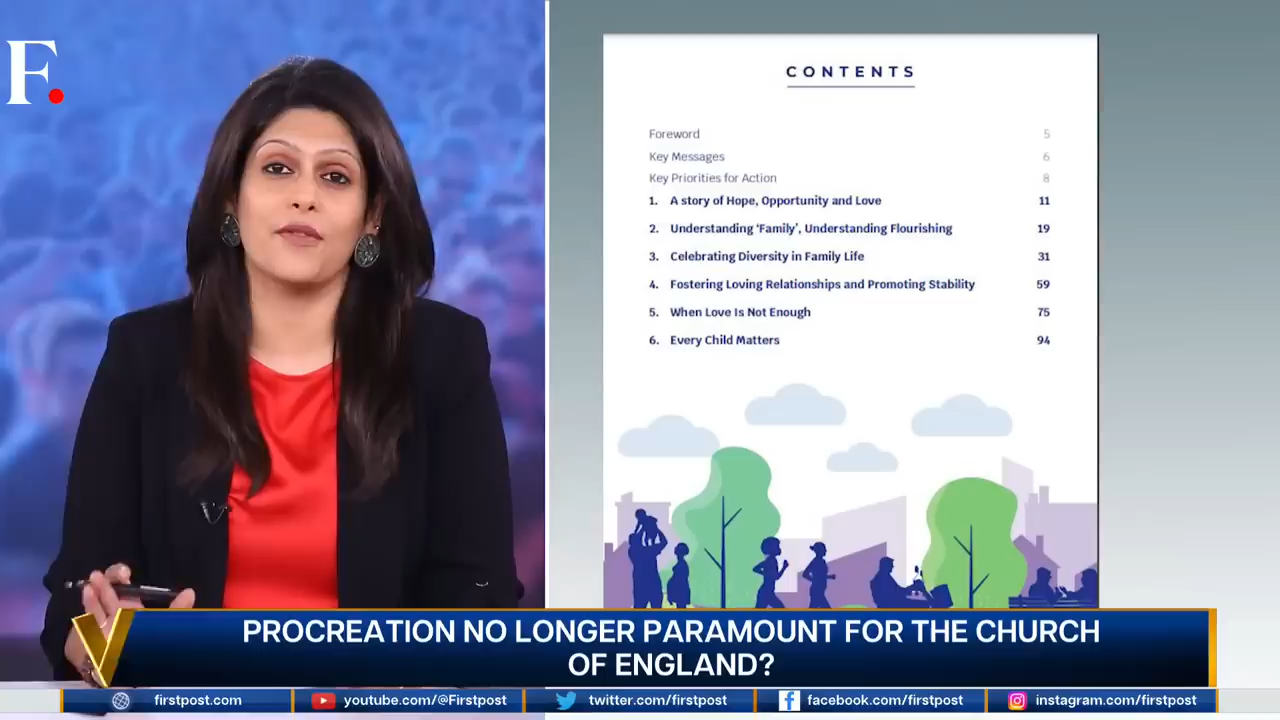 F.
CONTENTS
Foreword 5
Key Messages 6
Key Priorities for Action 8
1. A story of Hope, Opportunity and Love 11
2. Understanding ‘Family’, Understanding Flourishing 19
3. Celebrating Diversity in Family Life 31
4. Fostering Loving Relationships and Promoting Stability 59
5. When Love Is Not Enough 75
6. Every Child Matters 94
V
PROCREATION NO LONGER PARAMOUNT FOR THE CHURCH
OF ENGLAND?
firstpost.com youtube.com/@Firstpost twitter.com/firstpost facebook.com/firstpost instagram.com/firstpost